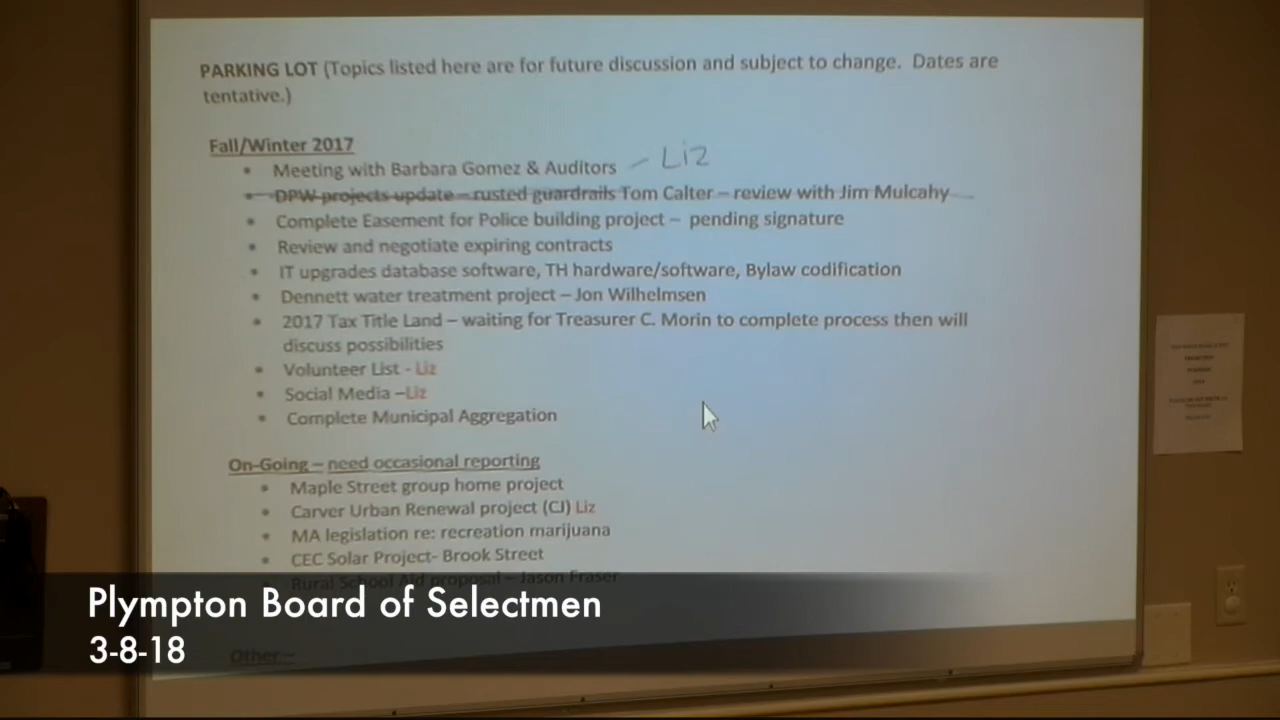 PARKING LOT (Topics listed here are for future discussion and subject to change. Dates are
tentative.)
Fall/Winter 2017
• Meeting with Barbara Gomez & Auditors – Liz
• DPW projects update – rusted guardrails Tom Calter – review with Jim Mulcahy
• Complete Easement for Police building project – pending signature
• Review and negotiate expiring contracts
• IT upgrades database software, TH hardware/software, Bylaw codification
• Dennett water treatment project – Jon Wilhelmsen
• 2017 Tax Title Land – waiting for Treasurer C. Morin to complete process then will
discuss possibilities
• Volunteer List - Liz
• Social Media –Liz
• Complete Municipal Aggregation
On-Going – need occasional reporting
• Maple Street group home project
• Carver Urban Renewal project (CJ) Liz
• MA legislation re: recreation marijuana
• CEC Solar Project- Brook Street
• Rural School Aid proposal – Jason Fraser
Plympton Board of Selectmen
3-8-18
Other –